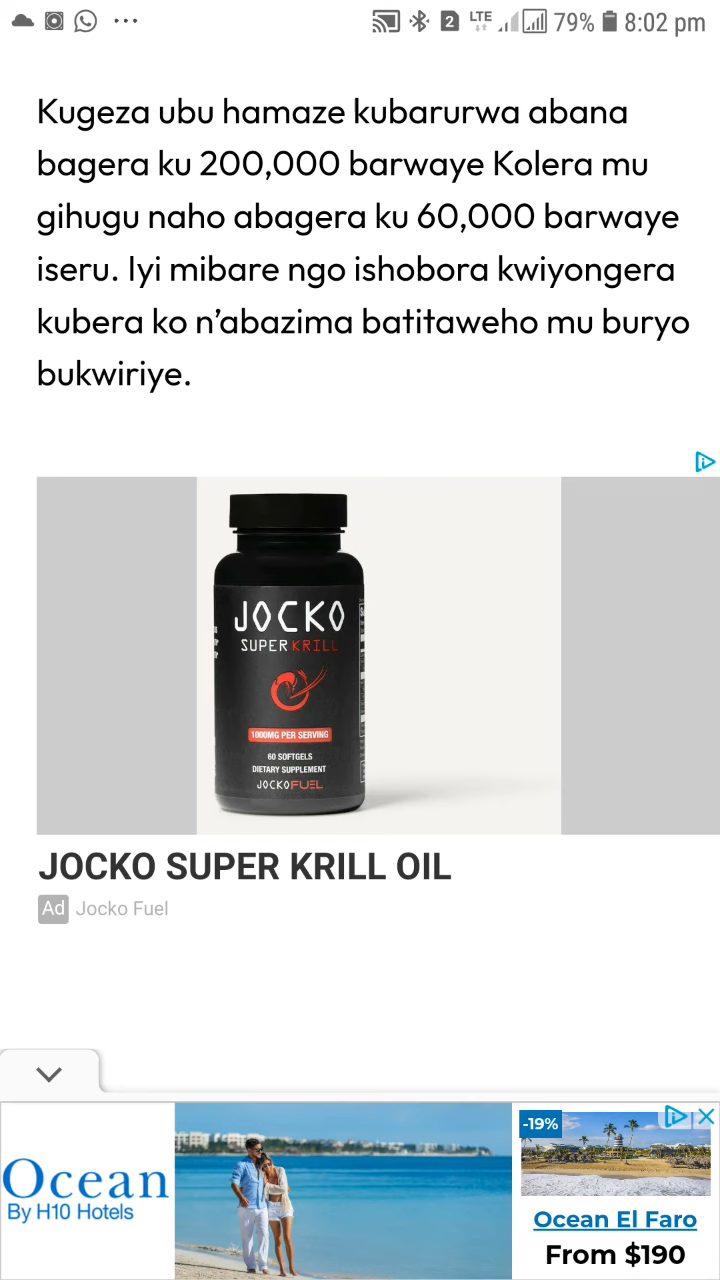 LTE 79% 8:02 pm
Kugeza ubu hamaze kubarurwa abana
bagera ku 200,000 barwaye Kolera mu
gihugu naho abagera ku 60,000 barwaye
iseru. Iyi mibare ngo ishobora kwiyongera
kubera ko n’abazima batitaweho mu buryo
bukwiriye.
JOCKO
SUPER KRILL
1000MG PER SERVING
60 SOFTGELS
DIETARY SUPPLEMENT
JOCKOFUEL
JOCKO SUPER KRILL OIL
Ad Jocko Fuel
Ocean
By H10 Hotels
-19%
Ocean El Faro
From $190